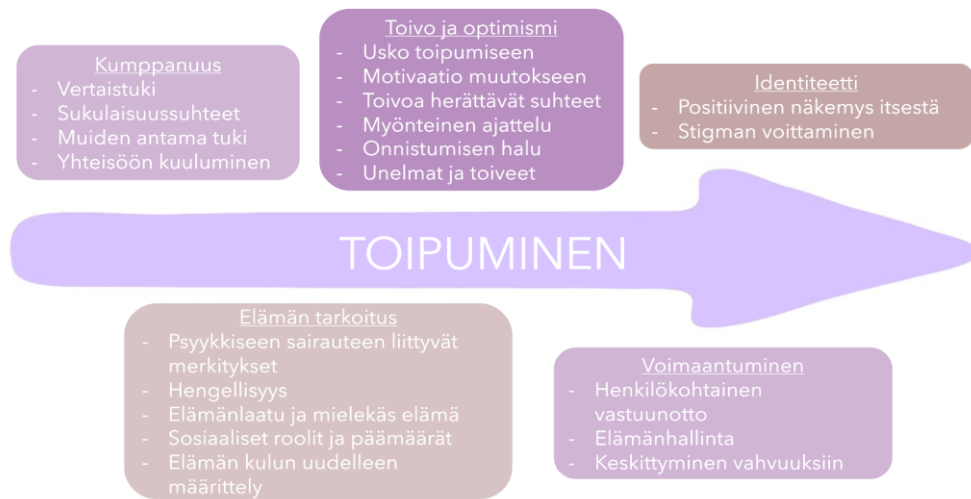 Kumppanuus
- Vertaistuki
- Sukulaisuussuhteet
- Muiden antama tuki
- Yhteisöön kuuluminen
Toivo ja optimismi
- Usko toipumiseen
- Motivaatio muutokseen
- Toivoa herättävät suhteet
- Myönteinen ajattelu
- Onnistumisen halu
- Unelmat ja toiveet
Identiteetti
- Positiivinen näkemys itsestä
- Stigman voittaminen
TOIPUMINEN
Elämän tarkoitus
- Psyykkiseen sairauteen liittyvät
merkitykset
- Hengellisyys
- Elämänlaatu ja mielekäs elämä
- Sosiaaliset roolit ja päämäärät
- Elämän kulun uudelleen
määrittely
Voimaantuminen
- Henkilökohtainen
vastuunotto
- Elämänhallinta
- Keskittyminen vahvuuksiin